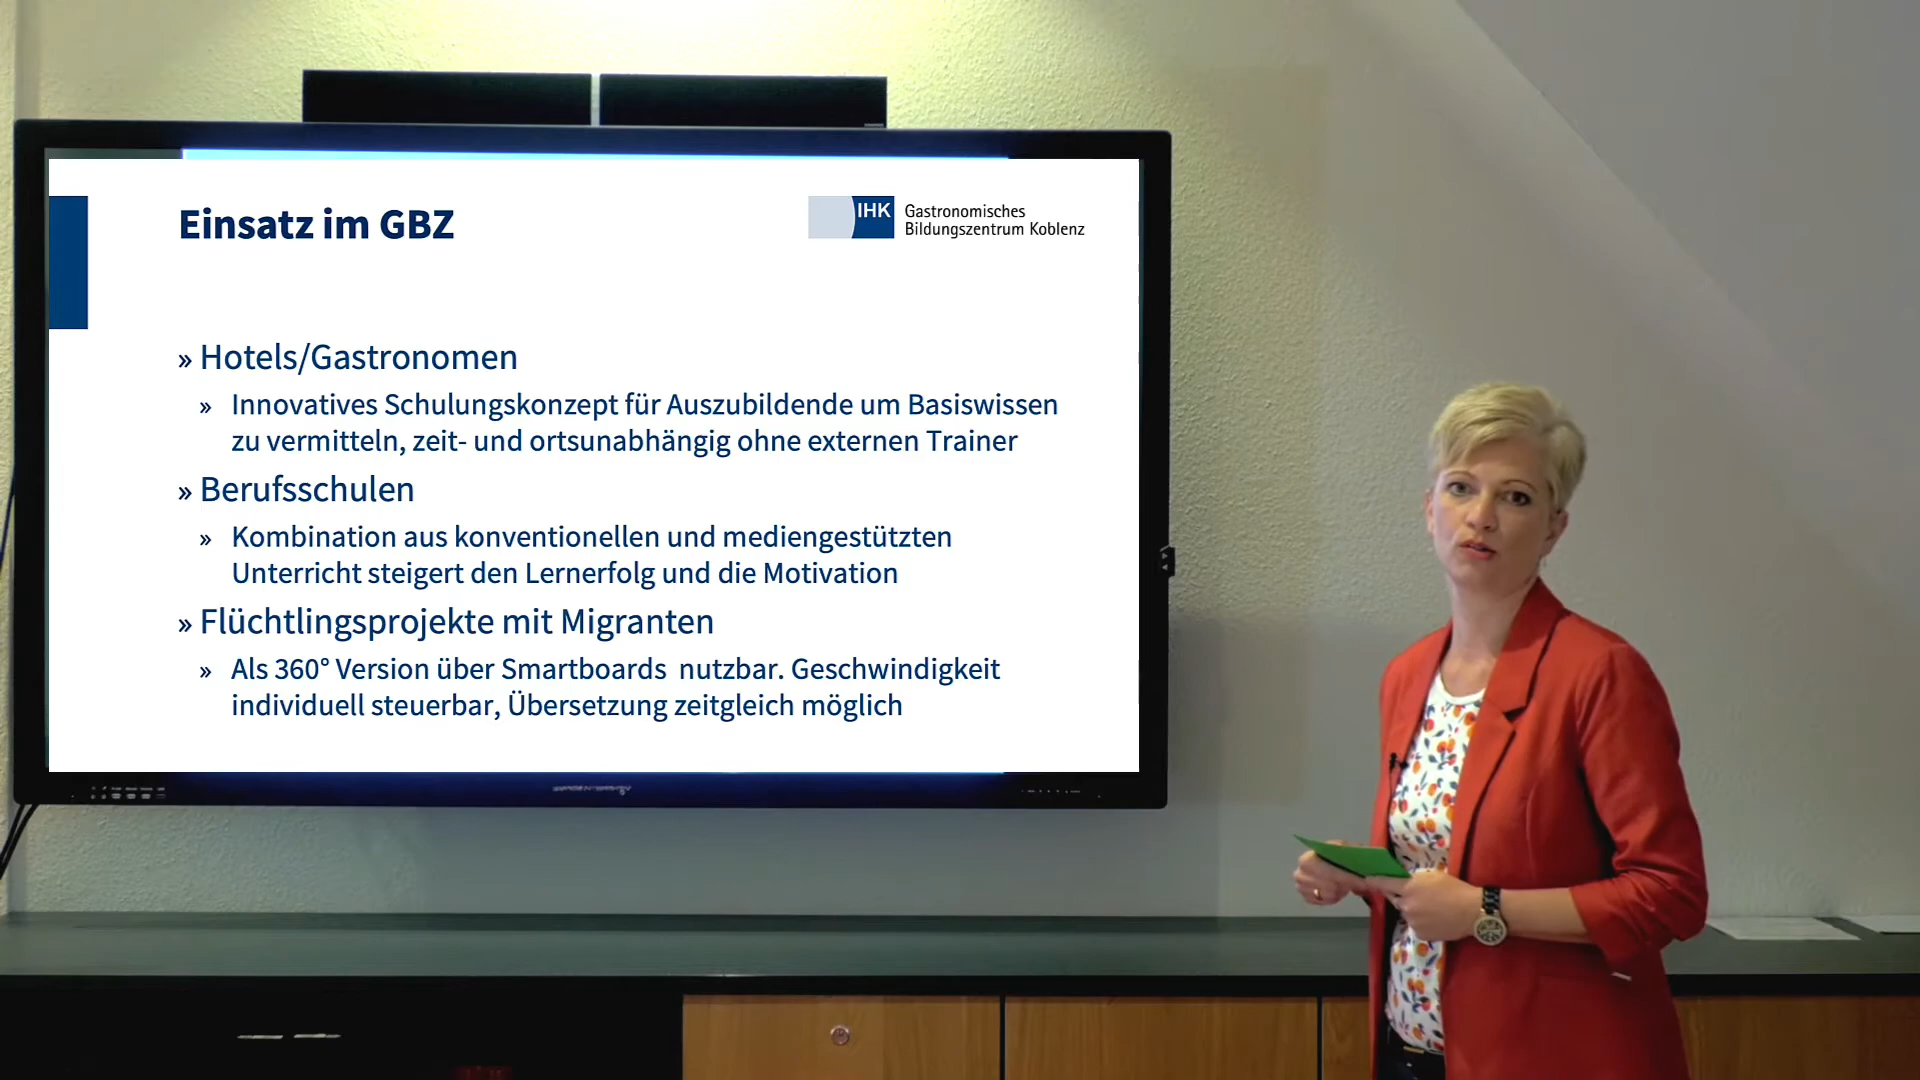 Einsatz im GBZ
IHK
Gastronomisches
Bildungszentrum Koblenz
» Hotels/Gastronomen
» Innovatives Schulungskonzept für Auszubildende um Basiswissen
zu vermitteln, zeit- und ortsunabhängig ohne externen Trainer
» Berufsschulen
» Kombination aus konventionellen und mediengestützten
Unterricht steigert den Lernerfolg und die Motivation
» Flüchtlingsprojekte mit Migranten
» Als 360° Version über Smartboards nutzbar. Geschwindigkeit
individuell steuerbar, Übersetzung zeitgleich möglich